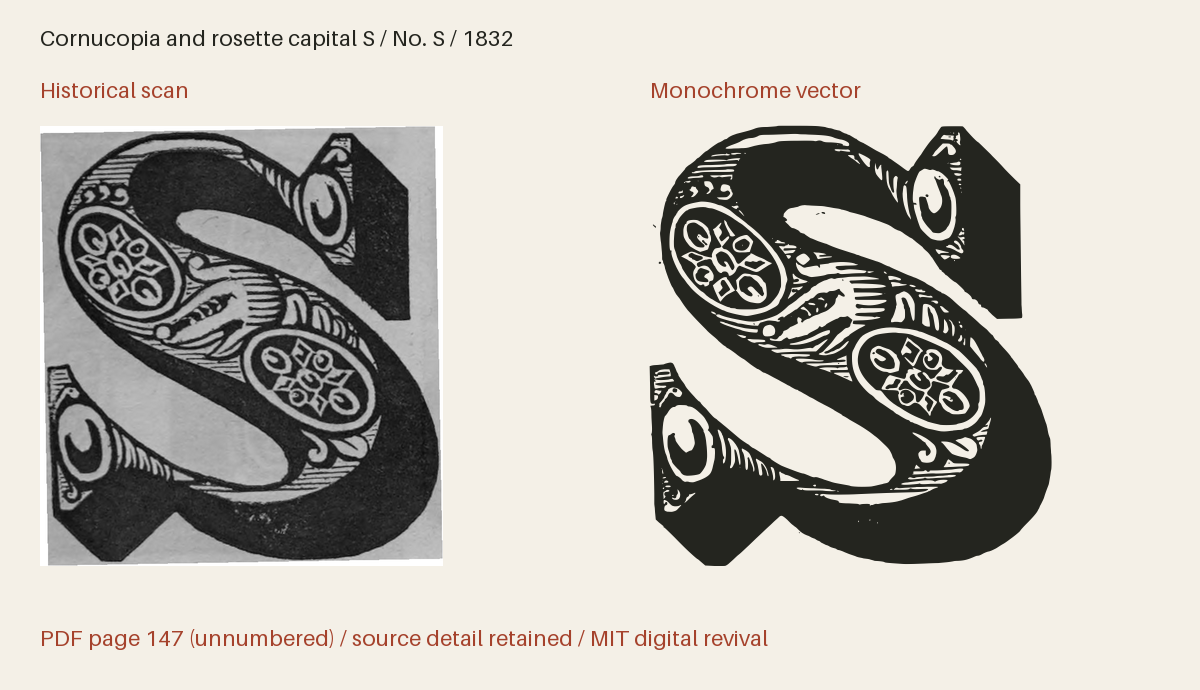 Cornucopia and rosette capital S / No. S / 1832
Historical scan
Monochrome vector
S
S
PDF page 147 (unnumbered) / source detail retained / MIT digital revival